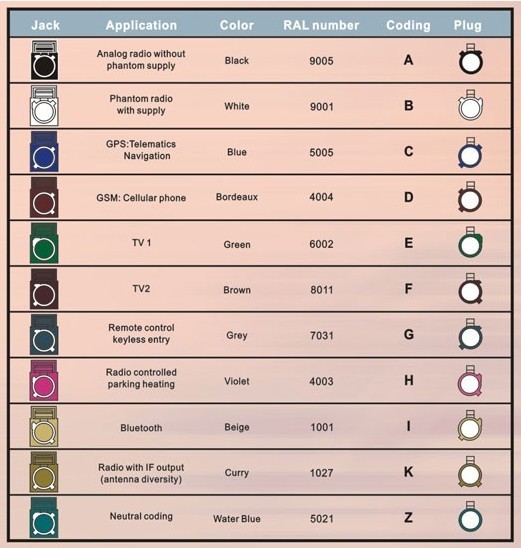 Jack Application Color RAL number Coding Plug
Analog radio without
phantom supply Black 9005 A
Phantom radio
with supply White 9001 B
GPS:Telematics
Navigation Blue 5005 C
GSM: Cellular phone Bordeaux 4004 D
TV 1 Green 6002 E
TV2 Brown 8011 F
Remote control
keyless entry Grey 7031 G
Radio controlled
parking heating Violet 4003 H
Bluetooth Beige 1001 I
Radio with IF output
(antenna diversity) Curry 1027 K
Neutral coding Water Blue 5021 Z